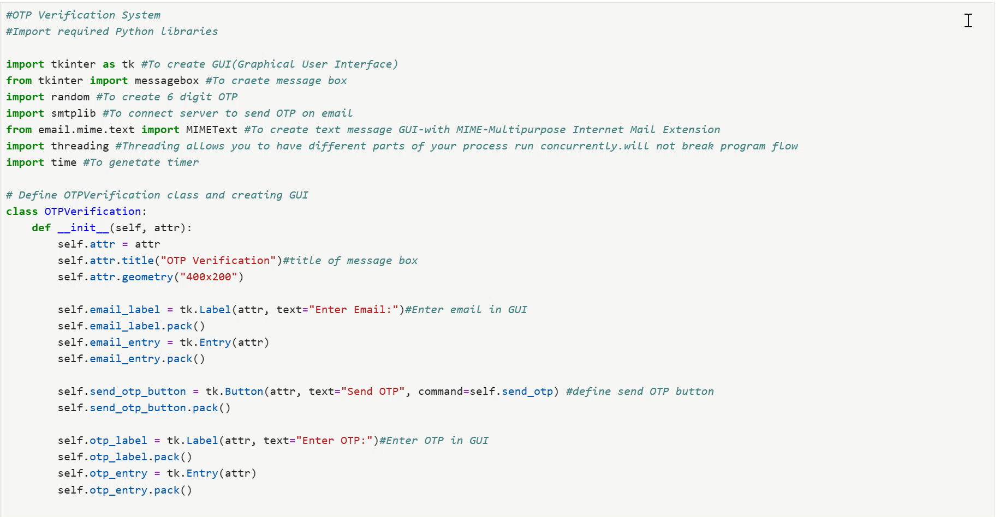 #OTP Verification System
#Import required Python libraries
import tkinter as tk #To create GUI(Graphical User Interface)
from tkinter import messagebox #To craete message box
import random #To create 6 digit OTP
import smtplib #To connect server to send OTP on email
from email.mime.text import MIMEText #To create text message GUI-with MIME-Multipurpose Internet Mail Extension
import threading #Threading allows you to have different parts of your process run concurrently.will not break program flow
import time #To genetate timer
# Define OTPVerification class and creating GUI
class OTPVerification:
    def __init__(self, attr):
        self.attr = attr
        self.attr.title("OTP Verification")#title of message box
        self.attr.geometry("400x200")
        self.email_label = tk.Label(attr, text="Enter Email:")#Enter email in GUI
        self.email_label.pack()
        self.email_entry = tk.Entry(attr)
        self.email_entry.pack()
        self.send_otp_button = tk.Button(attr, text="Send OTP", command=self.send_otp) #define send OTP button
        self.send_otp_button.pack()
        self.otp_label = tk.Label(attr, text="Enter OTP:")#Enter OTP in GUI
        self.otp_label.pack()
        self.otp_entry = tk.Entry(attr)
        self.otp_entry.pack()